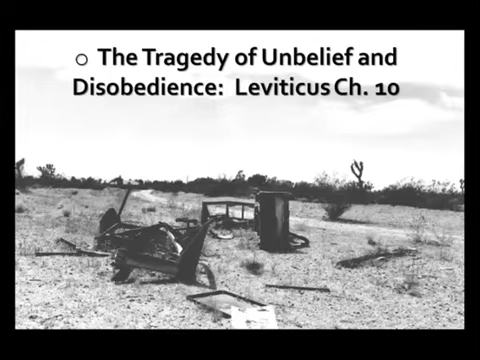 ○ The Tragedy of Unbelief and
Disobedience: Leviticus Ch. 10